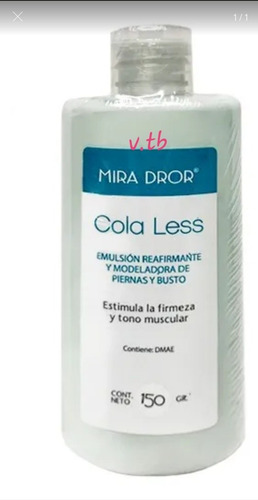 1/1
v.tb
MIRA DROR®
Cola Less
EMULSIÓN REAFIRMANTE
Y MODELADORA DE
PIERNAS Y BUSTO
Estimula la firmeza
y tono muscular
Contiene: DMAE
CONT. NETO 150 GR.